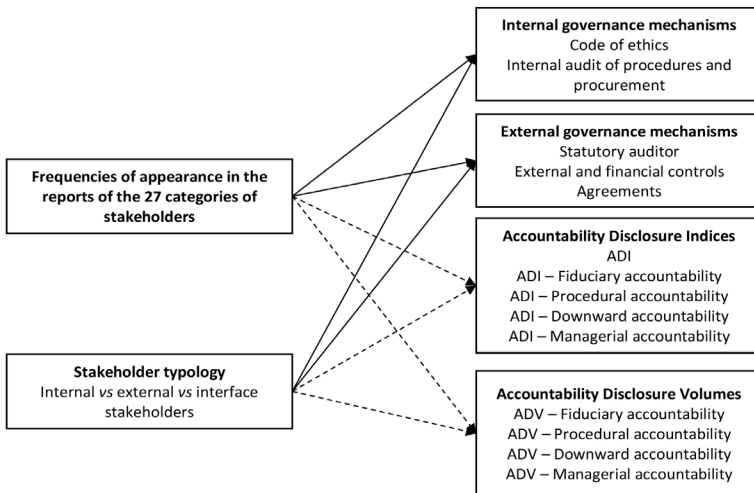 Frequencies of appearance in the
reports of the 27 categories of
stakeholders
Stakeholder typology
Internal vs external vs interface
stakeholders
Internal governance mechanisms
Code of ethics
Internal audit of procedures and
procurement
External governance mechanisms
Statutory auditor
External and financial controls
Agreements
Accountability Disclosure Indices
ADI
ADI – Fiduciary accountability
ADI – Procedural accountability
ADI – Downward accountability
ADI – Managerial accountability
Accountability Disclosure Volumes
ADV – Fiduciary accountability
ADV – Procedural accountability
ADV – Downward accountability
ADV – Managerial accountability